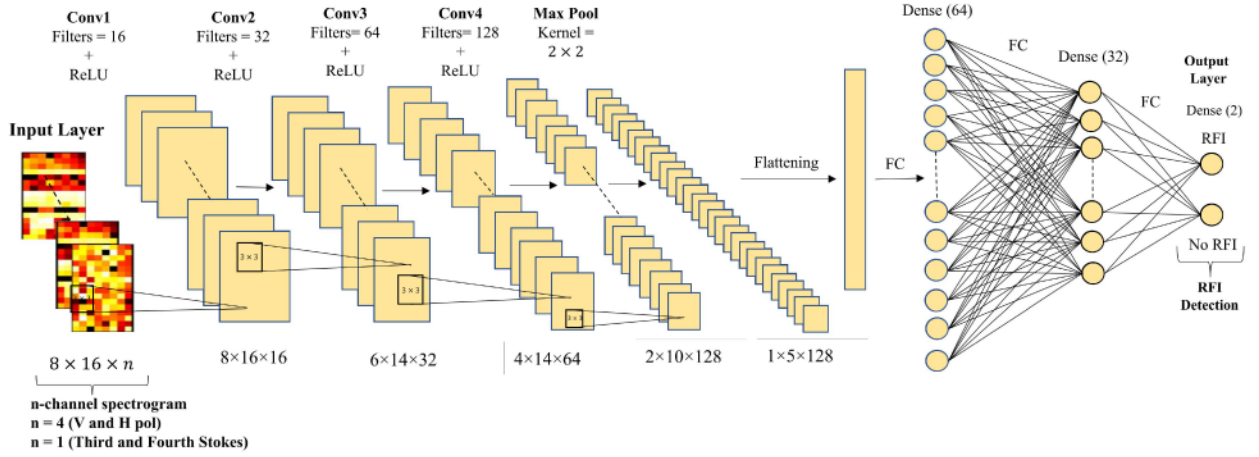 Conv1
Filters= 16
+
ReLU
Conv2
Filters= 32
+
ReLU
Conv3
Filters= 64
+
ReLU
Conv4
Filters= 128
+
ReLU
Max Pool
Kernel =
2 × 2
Input Layer
3 × 3
3 × 3
3 × 3
8 × 16 × n
8×16×16
6×14×32
4×14×64
2×10×128
1×5×128
n-channel spectrogram
n = 4 (V and H pol)
n = 1 (Third and Fourth Stokes)
Flattening
FC
Dense (64)
FC
Dense (32)
FC
Output
Layer
Dense (2)
RFI
No RFI
RFI
Detection